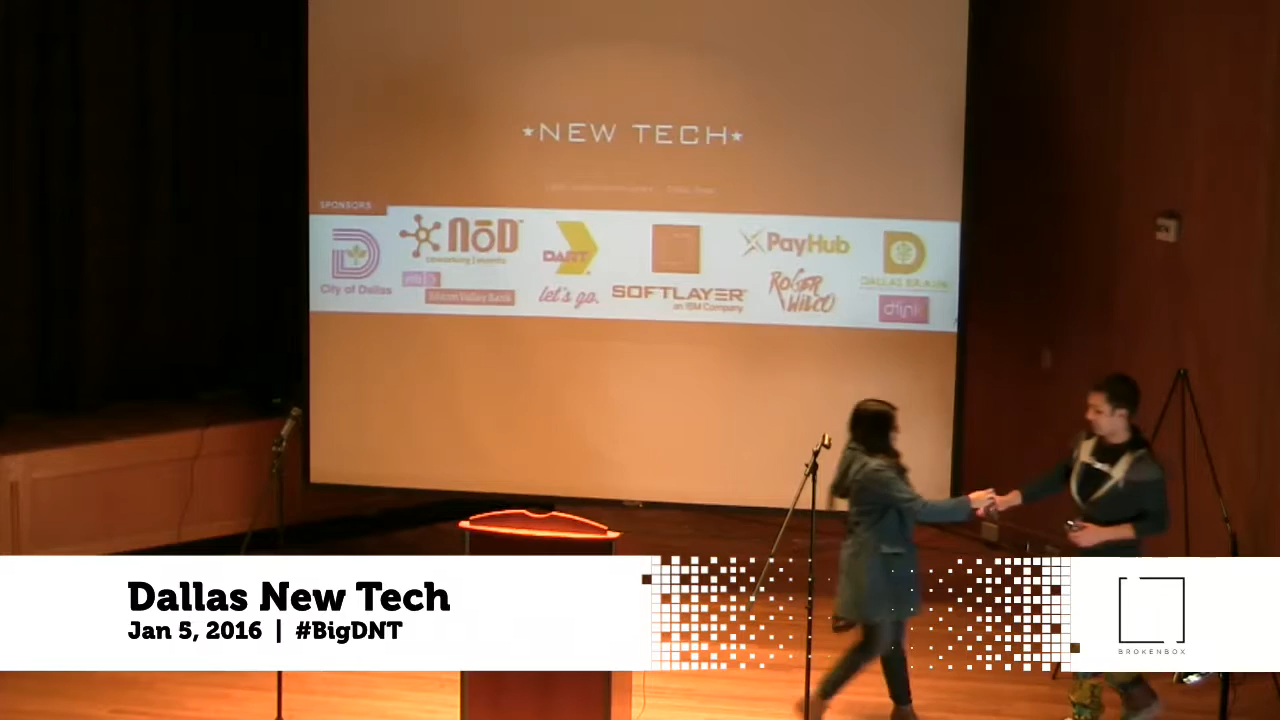 ★NEW TECH★
SPONSORS
City of Dallas
NōD
coworking | events
Silicon Valley Bank
DART
let's go.
SOFTLAYER
an IBM Company
PayHub
ROGER
WILCO
DALLAS
Dallas New Tech
Jan 5, 2016 | #BigDNT
BROKENBOX